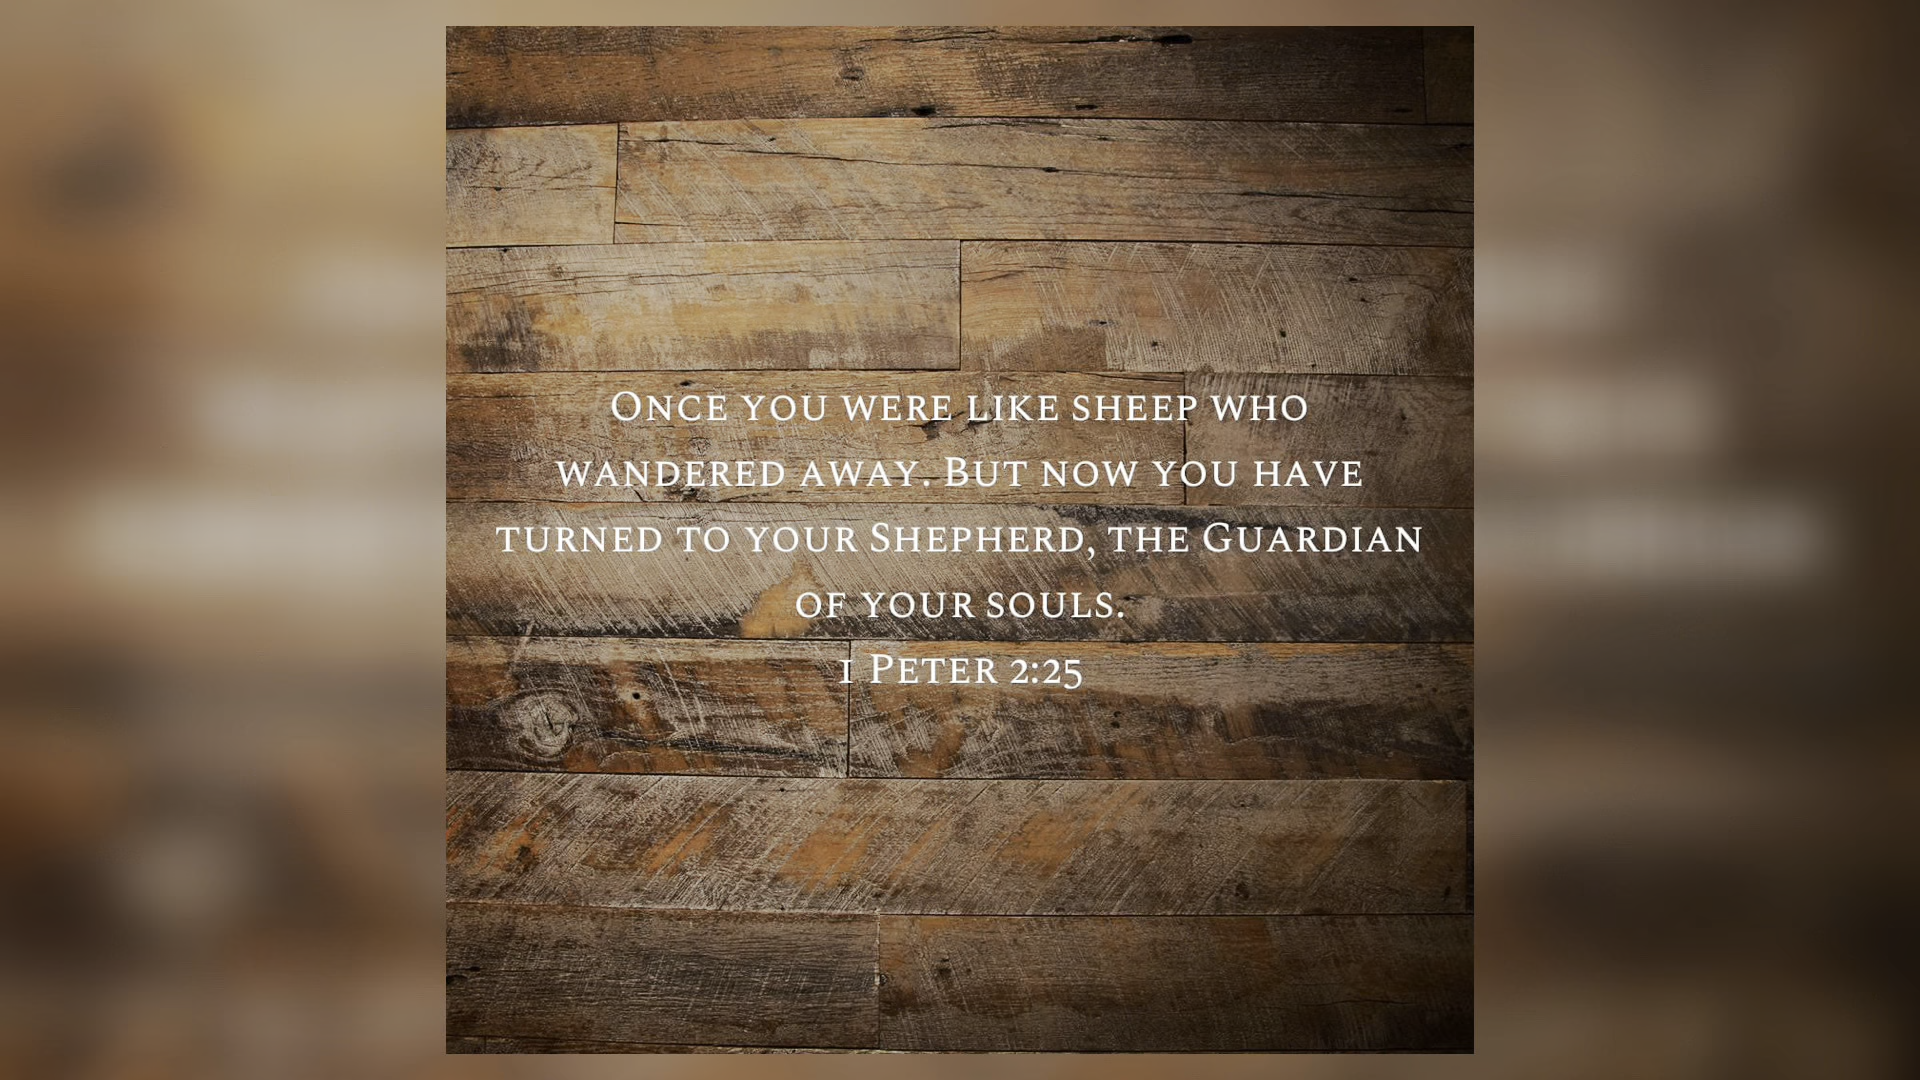 Once you were like sheep who
wandered away. But now you have
turned to your Shepherd, the Guardian
of your souls.
1 Peter 2:25